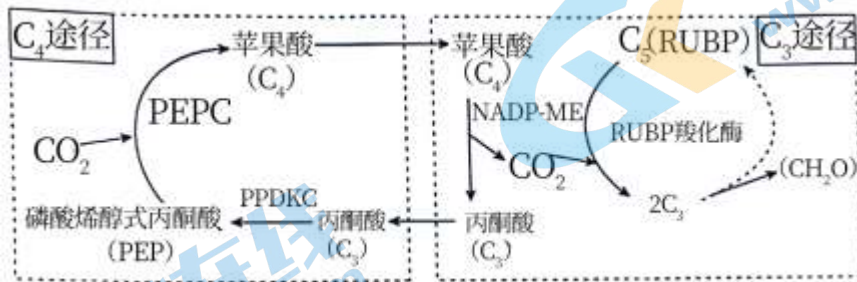 C₄途径
苹果酸
(C₄)
PEPC
CO₂
磷酸烯醇式丙酮酸
(PEP)
PPDKC
丙酮酸
(C₃)
苹果酸
(C₄)
NADP-ME
CO₂
丙酮酸
(C₃)
C₅(RUBP)
C₃途径
RUBP羧化酶
2C₃
(CH₂O)
在线